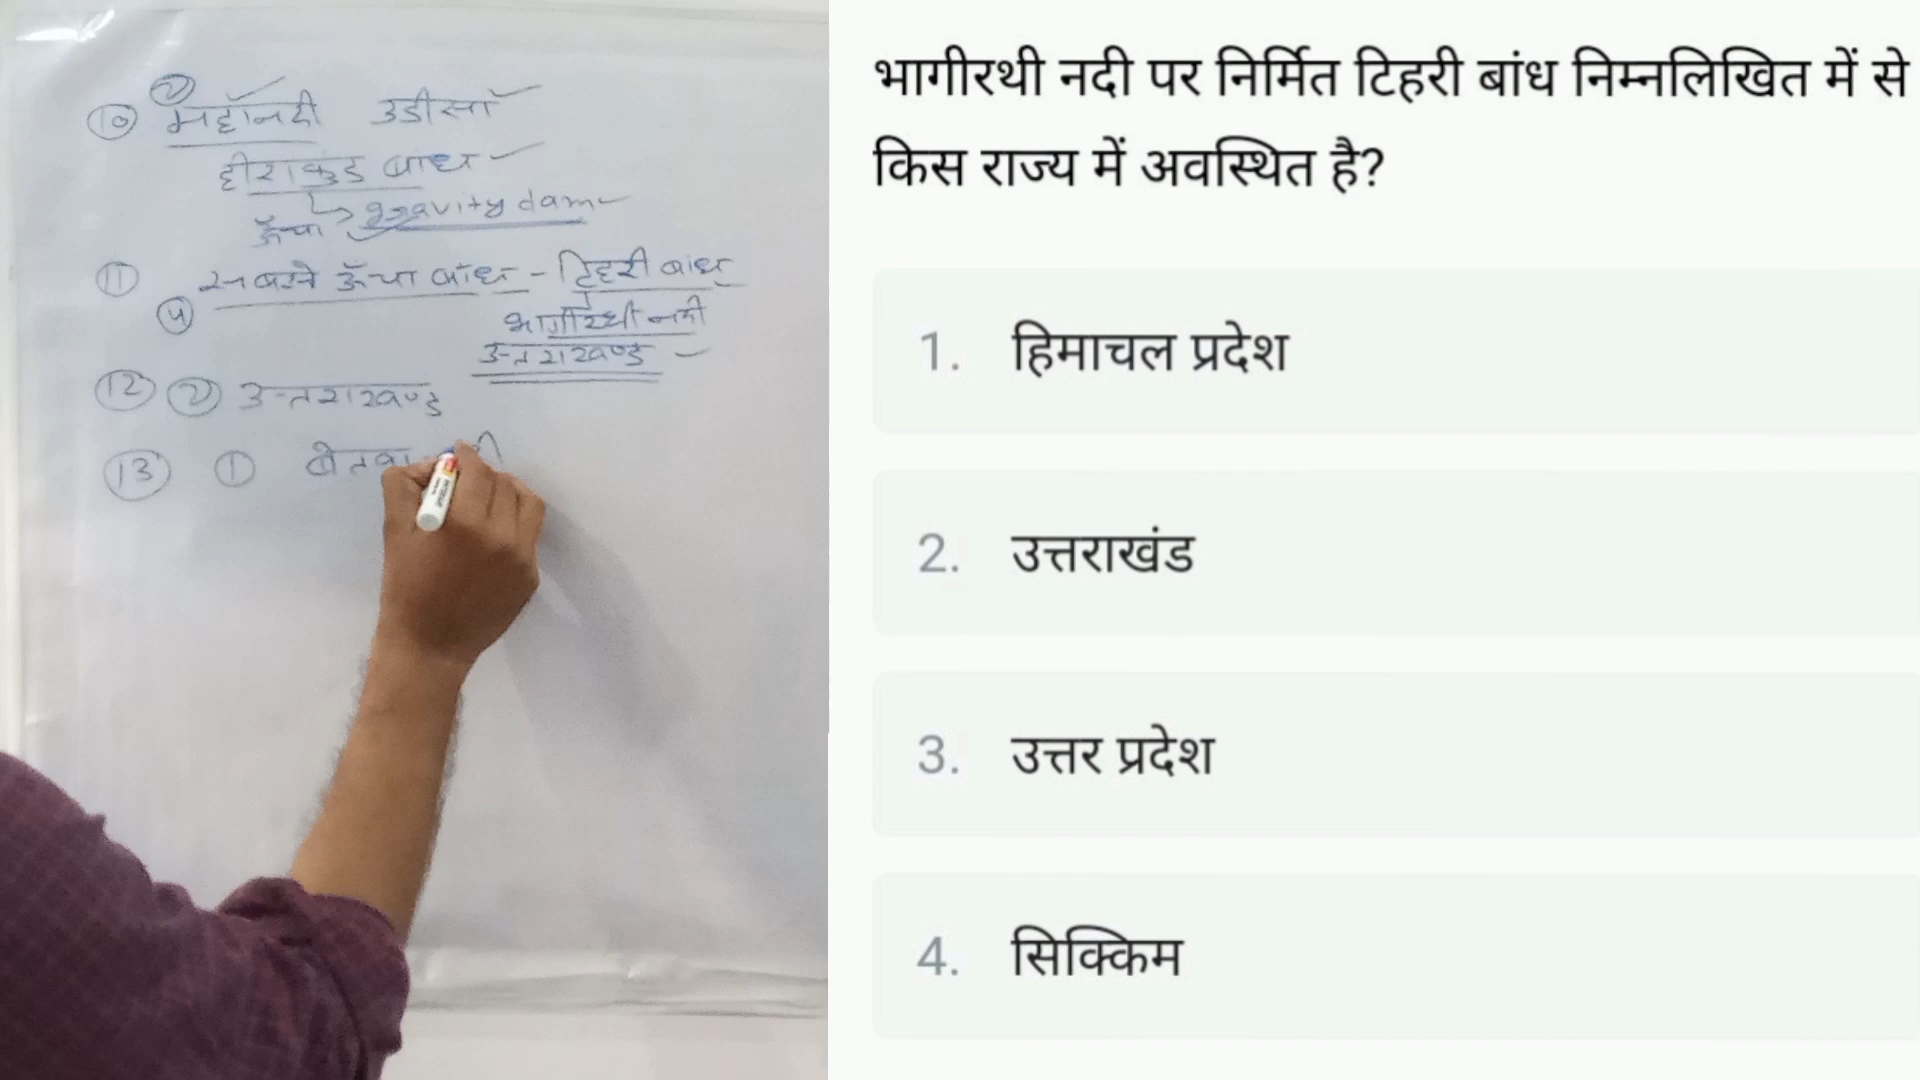 ⑩ ② महानदी उडीसा
हीराकुड बांध
↳ gravity dam
ऊँचा
⑪ सबसे ऊँचा बांध - टिहरी बांध
④ भागीरथी नदी
उत्तराखण्ड
⑫ ② उत्तराखण्ड
⑬ ① बेतवा
भागीरथी नदी पर निर्मित टिहरी बांध निम्नलिखित में से
किस राज्य में अवस्थित है?
1. हिमाचल प्रदेश
2. उत्तराखंड
3. उत्तर प्रदेश
4. सिक्किम